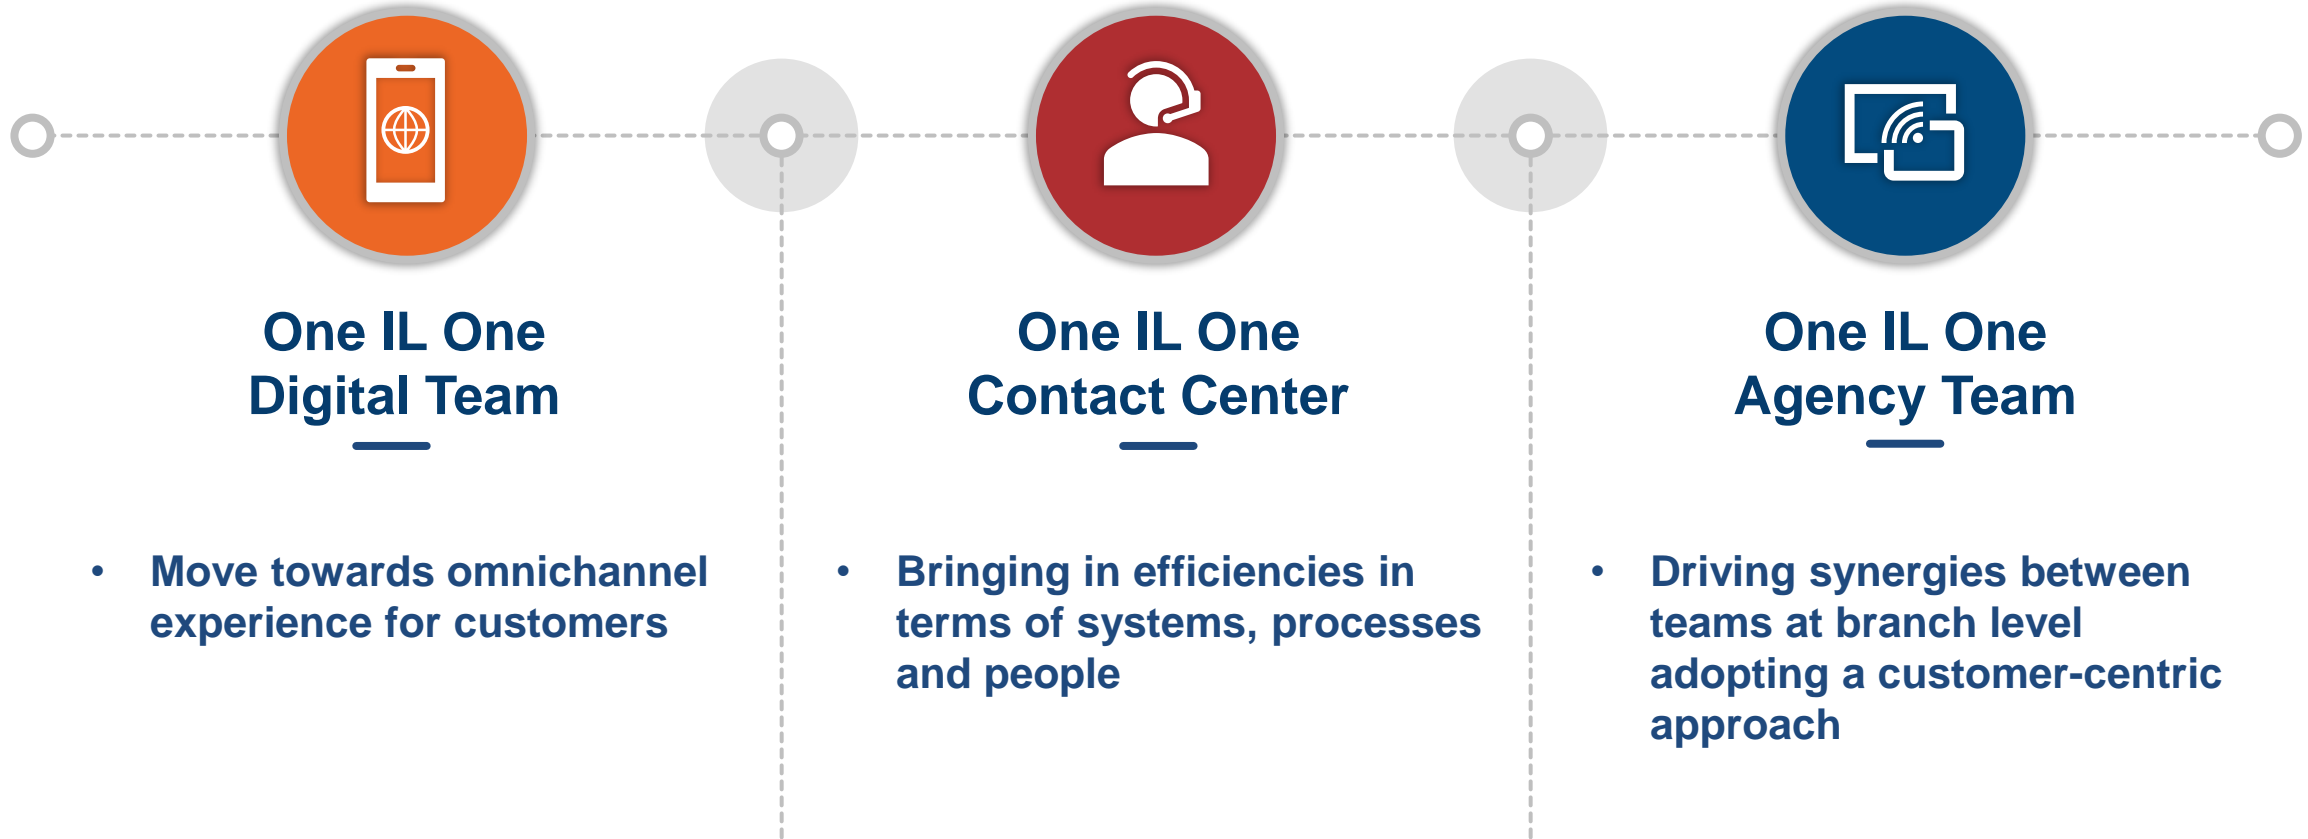 One IL One
Digital Team
• Move towards omnichannel
experience for customers
One IL One
Contact Center
• Bringing in efficiencies in
terms of systems, processes
and people
One IL One
Agency Team
• Driving synergies between
teams at branch level
adopting a customer-centric
approach